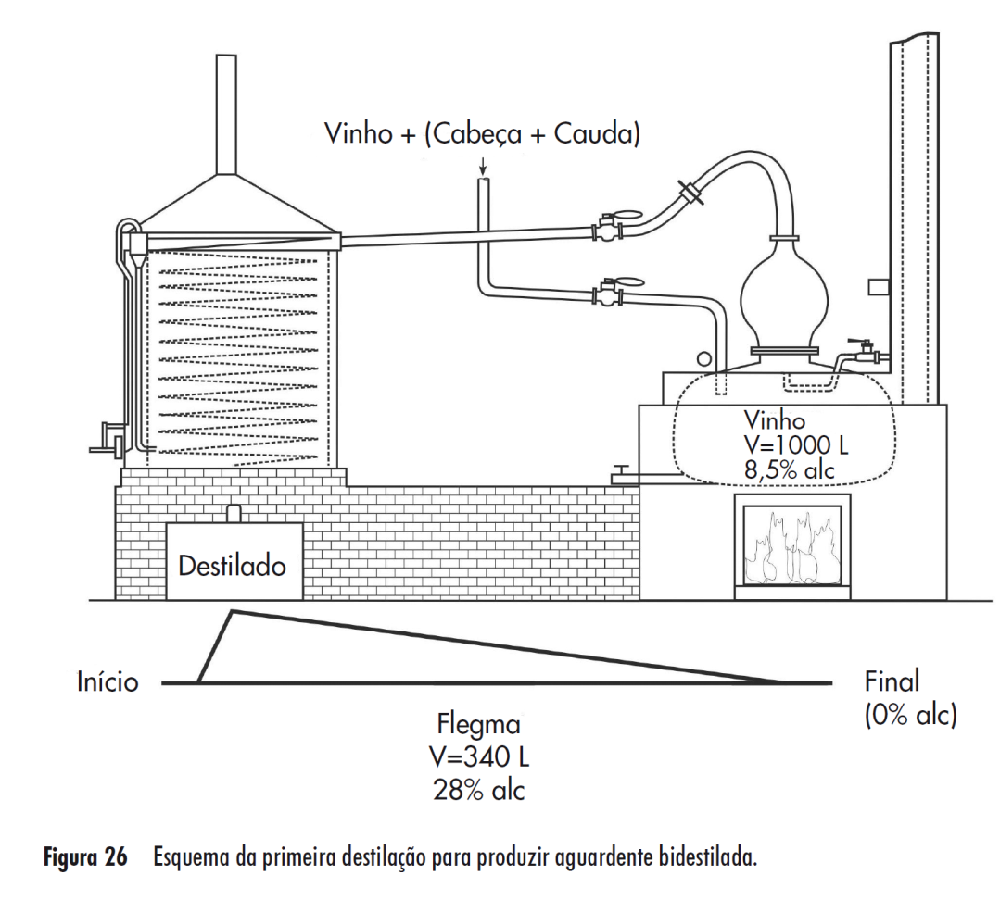 Vinho + (Cabeça + Cauda)
Vinho
V=1000 L
8,5% alc
Destilado
Início
Final
(0% alc)
Flegma
V=340 L
28% alc
Figura 26 Esquema da primeira destilação para produzir aguardente bidestilada.